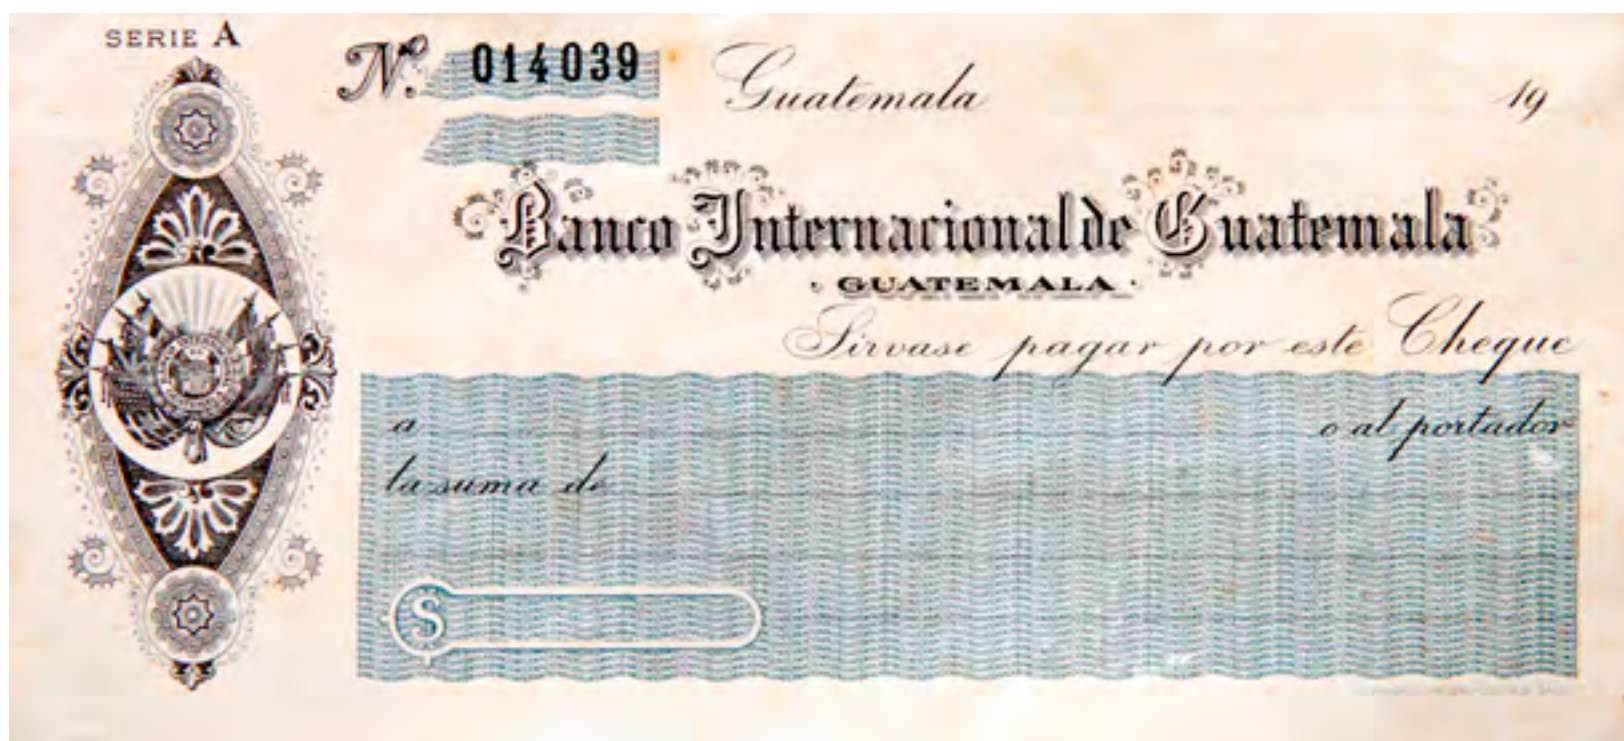 SERIE A
Nº 014039 Guatemala 19
Banco Internacional de Guatemala
GUATEMALA
Sirvase pagar por este Cheque
a o al portador
la suma de
$